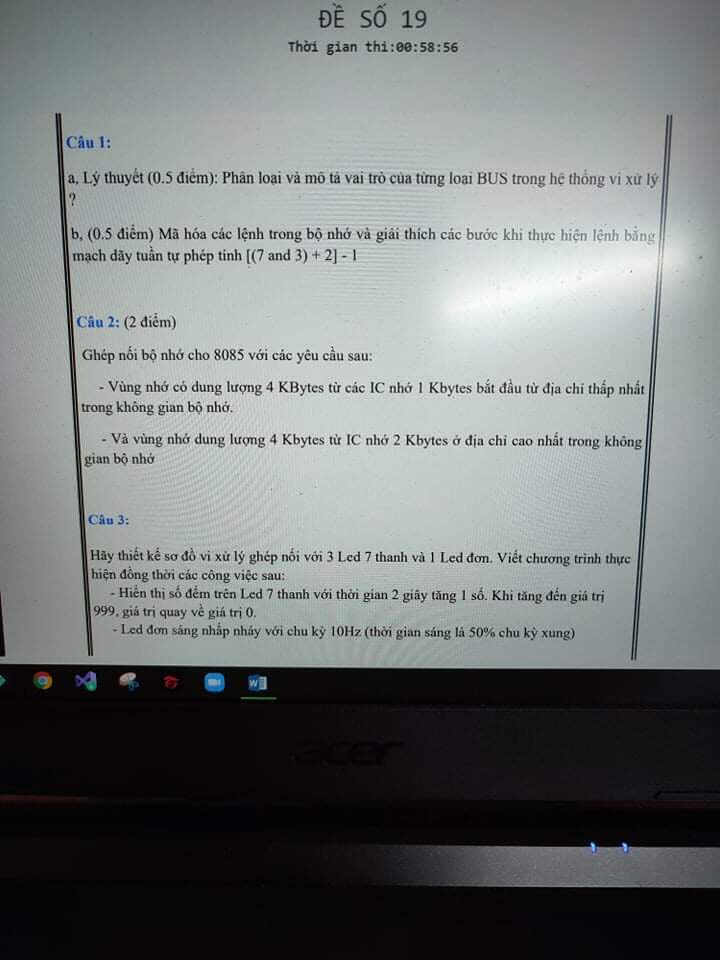 ĐỀ SỐ 19
Thời gian thi:00:58:56
Câu 1:
a, Lý thuyết (0.5 điểm): Phân loại và mô tả vai trò của từng loại BUS trong hệ thống vi xử lý
?
b, (0.5 điểm) Mã hóa các lệnh trong bộ nhớ và giải thích các bước khi thực hiện lệnh bằng
mạch dãy tuần tự phép tính [(7 and 3) + 2] - 1
Câu 2: (2 điểm)
Ghép nối bộ nhớ cho 8085 với các yêu cầu sau:
- Vùng nhớ có dung lượng 4 KBytes từ các IC nhớ 1 Kbytes bắt đầu từ địa chỉ thấp nhất
trong không gian bộ nhớ.
- Và vùng nhớ dung lượng 4 Kbytes từ IC nhớ 2 Kbytes ở địa chỉ cao nhất trong không
gian bộ nhớ
Câu 3:
Hãy thiết kế sơ đồ vi xử lý ghép nối với 3 Led 7 thanh và 1 Led đơn. Viết chương trình thực
hiện đồng thời các công việc sau:
- Hiển thị số đếm trên Led 7 thanh với thời gian 2 giây tăng 1 số. Khi tăng đến giá trị
999, giá trị quay về giá trị 0.
- Led đơn sáng nhấp nháy với chu kỳ 10Hz (thời gian sáng là 50% chu kỳ xung)
W
acer